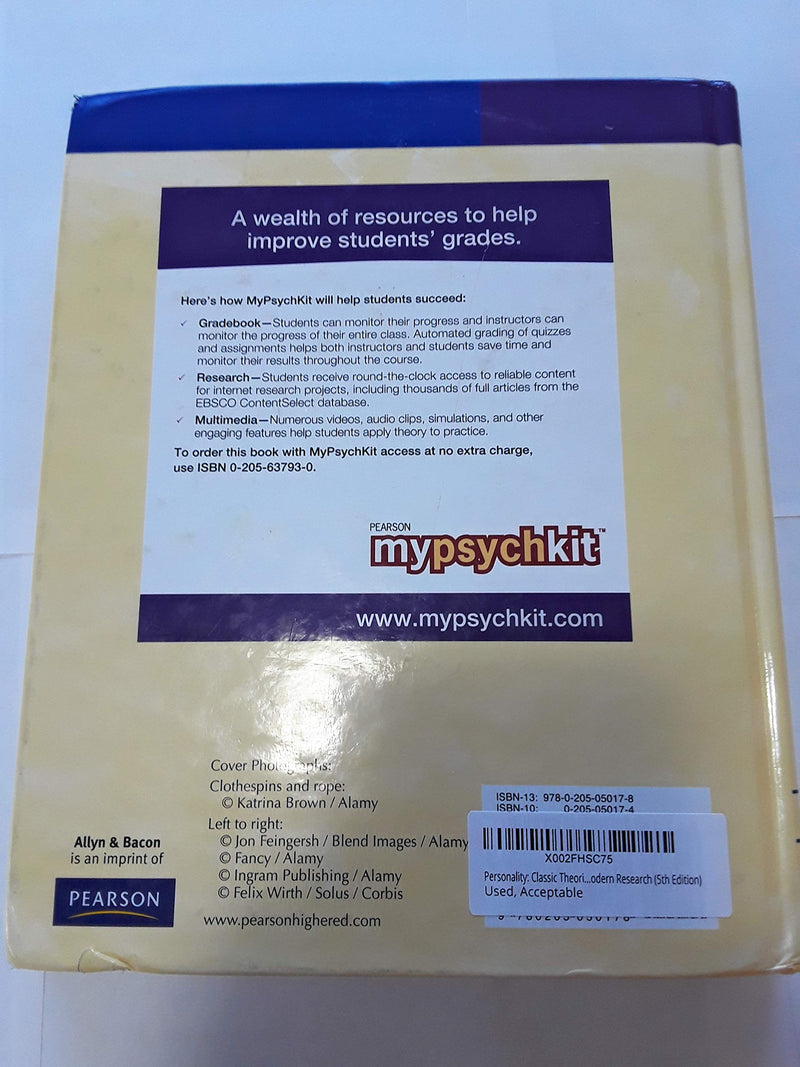 A wealth of resources to help
improve students' grades.
Here's how MyPsychKit will help students succeed:
✓ Gradebook—Students can monitor their progress and instructors can
monitor the progress of their entire class. Automated grading of quizzes
and assignments helps both instructors and students save time and
monitor their results throughout the course.
✓ Research—Students receive round-the-clock access to reliable content
for internet research projects, including thousands of full articles from the
EBSCO ContentSelect database.
✓ Multimedia—Numerous videos, audio clips, simulations, and other
engaging features help students apply theory to practice.
To order this book with MyPsychKit access at no extra charge,
use ISBN 0-205-63793-0.
PEARSON
mypsychkit™
www.mypsychkit.com
Cover Photographs:
Clothespins and rope:
© Katrina Brown / Alamy
Left to right:
© Jon Feingersh / Blend Images / Alamy
© Fancy / Alamy
© Ingram Publishing / Alamy
© Felix Wirth / Solus / Corbis
www.pearsonhighered.com
Allyn & Bacon
is an imprint of
PEARSON
ISBN-13: 978-0-205-05017-8
ISBN-10: 0-205-05017-4
X002FHSC75
Personality: Classic Theori...odern Research (5th Edition)
Used, Acceptable